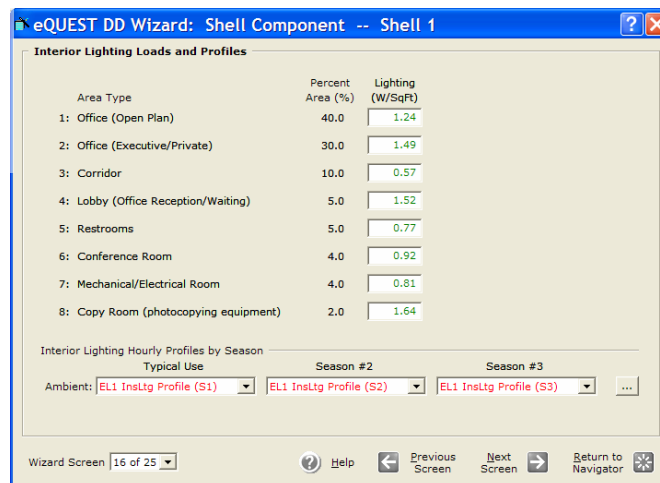 eQUEST DD Wizard: Shell Component -- Shell 1
Interior Lighting Loads and Profiles
Percent Lighting
Area Type Area (%) (W/SqFt)
1: Office (Open Plan) 40.0 1.24
2: Office (Executive/Private) 30.0 1.49
3: Corridor 10.0 0.57
4: Lobby (Office Reception/Waiting) 5.0 1.52
5: Restrooms 5.0 0.77
6: Conference Room 4.0 0.92
7: Mechanical/Electrical Room 4.0 0.81
8: Copy Room (photocopying equipment) 2.0 1.64
Interior Lighting Hourly Profiles by Season
Typical Use Season #2 Season #3
Ambient: EL1 InsLtg Profile (S1) EL1 InsLtg Profile (S2) EL1 InsLtg Profile (S3) ...
Wizard Screen 16 of 25 ? Help Previous Screen Next Screen Return to Navigator